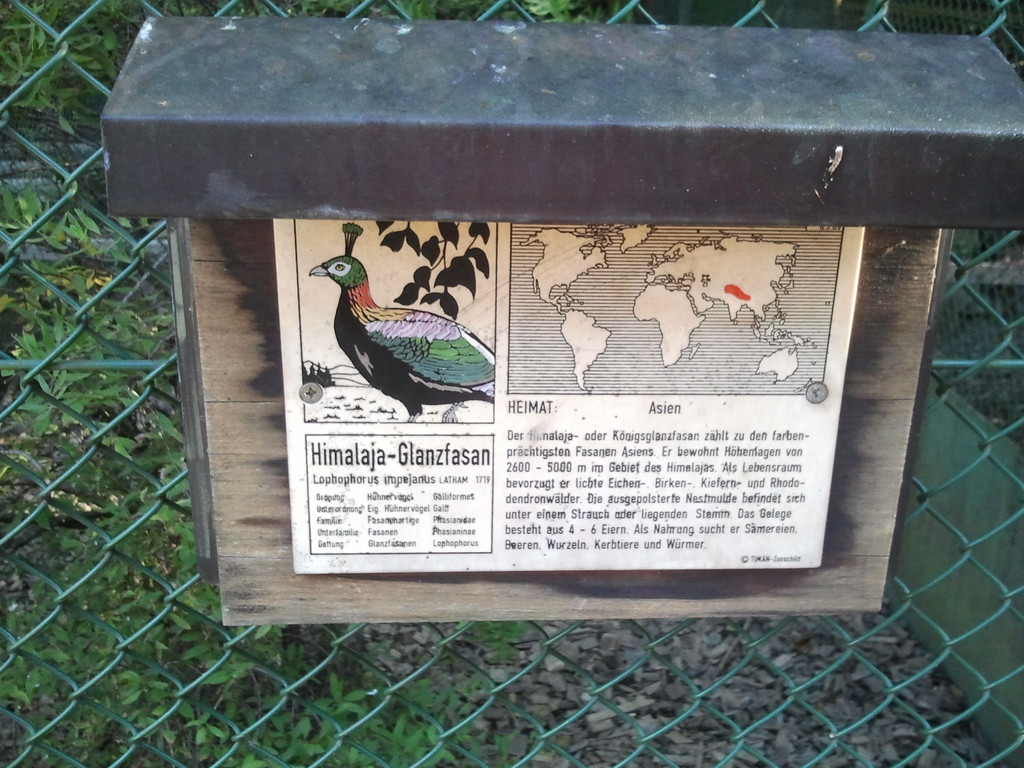 HEIMAT: Asien
Himalaja-Glanzfasan
Lophophorus impejanus LATHAM
Ordnung Hühnervögel Galliformes
Unterordnung Eig. Hühnervögel Galli
Familie Fasanenartige Phasianidae
Unterfamilie Fasanen Phasianinae
Gattung Glanzfasanen Lophophorus
Der Himalaja- oder Königsglanzfasan zählt zu den farben-
prächtigsten Fasanen Asiens. Er bewohnt Höhenlagen von
2600 - 5000 m im Gebiet des Himelajas. Als Lebensraum
bevorzugt er lichte Eichen-, Birken-, Kiefern- und Rhodo-
dendronwälder. Die ausgepolsterte Nestmulde befindet sich
unter einem Strauch oder liegenden Stamm. Das Gelege
besteht aus 4 - 6 Eiern. Als Nahrung sucht er Sämereien,
Beeren, Wurzeln, Kerbtiere und Würmer.
© TUKAN-Zooschild